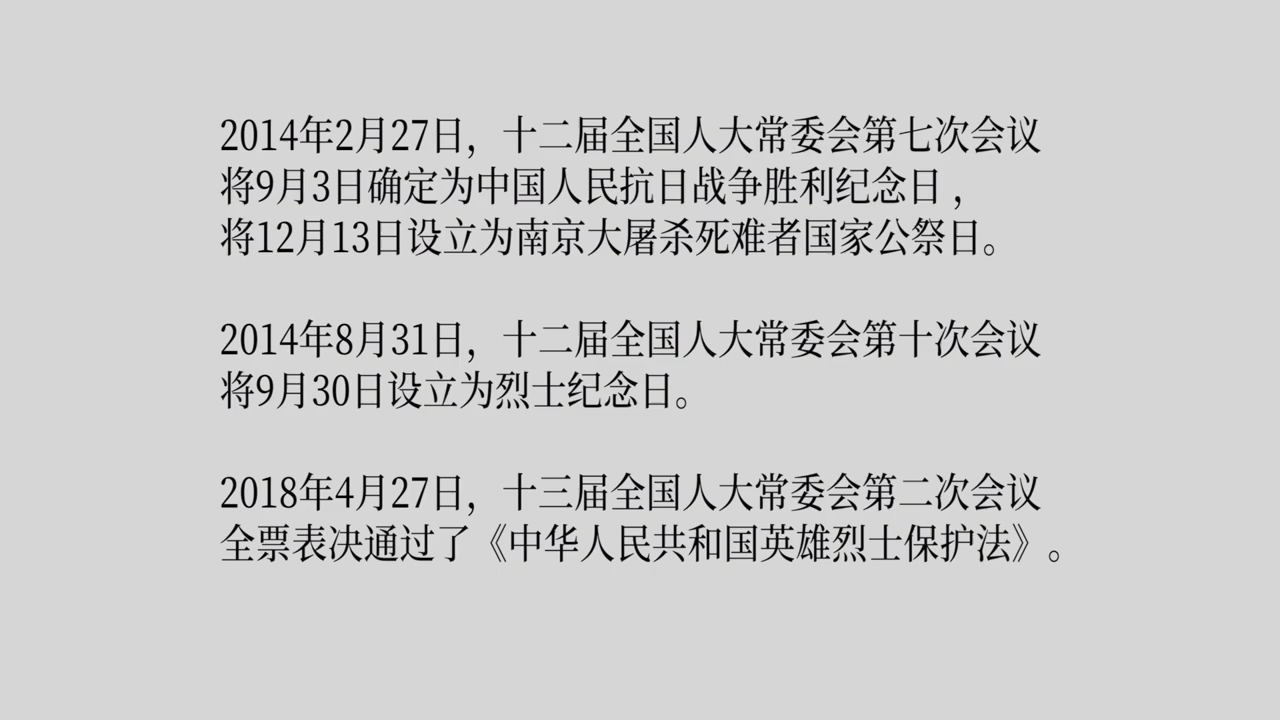 2014年2月27日，十二届全国人大常委会第七次会议
将9月3日确定为中国人民抗日战争胜利纪念日，
将12月13日设立为南京大屠杀死难者国家公祭日。
2014年8月31日，十二届全国人大常委会第十次会议
将9月30日设立为烈士纪念日。
2018年4月27日，十三届全国人大常委会第二次会议
全票表决通过了《中华人民共和国英雄烈士保护法》。